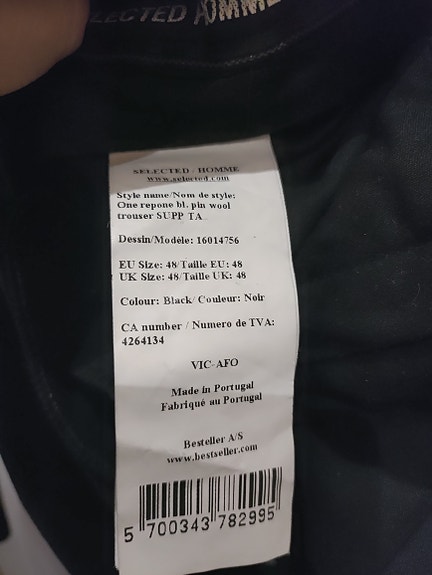 SELECTED HOMME
SELECTED / HOMME
www.selected.com
Style name/Nom de style:
One repone bl. pin wool
trouser SUPP TA
Dessin/Modèle: 16014756
EU Size: 48/Taille EU: 48
UK Size: 48/Taille UK: 48
Colour: Black/ Couleur: Noir
CA number / Numero de TVA:
4264134
VIC-AFO
Made in Portugal
Fabriqué au Portugal
Besteller A/S
www.bestseller.com
5 700343 782995